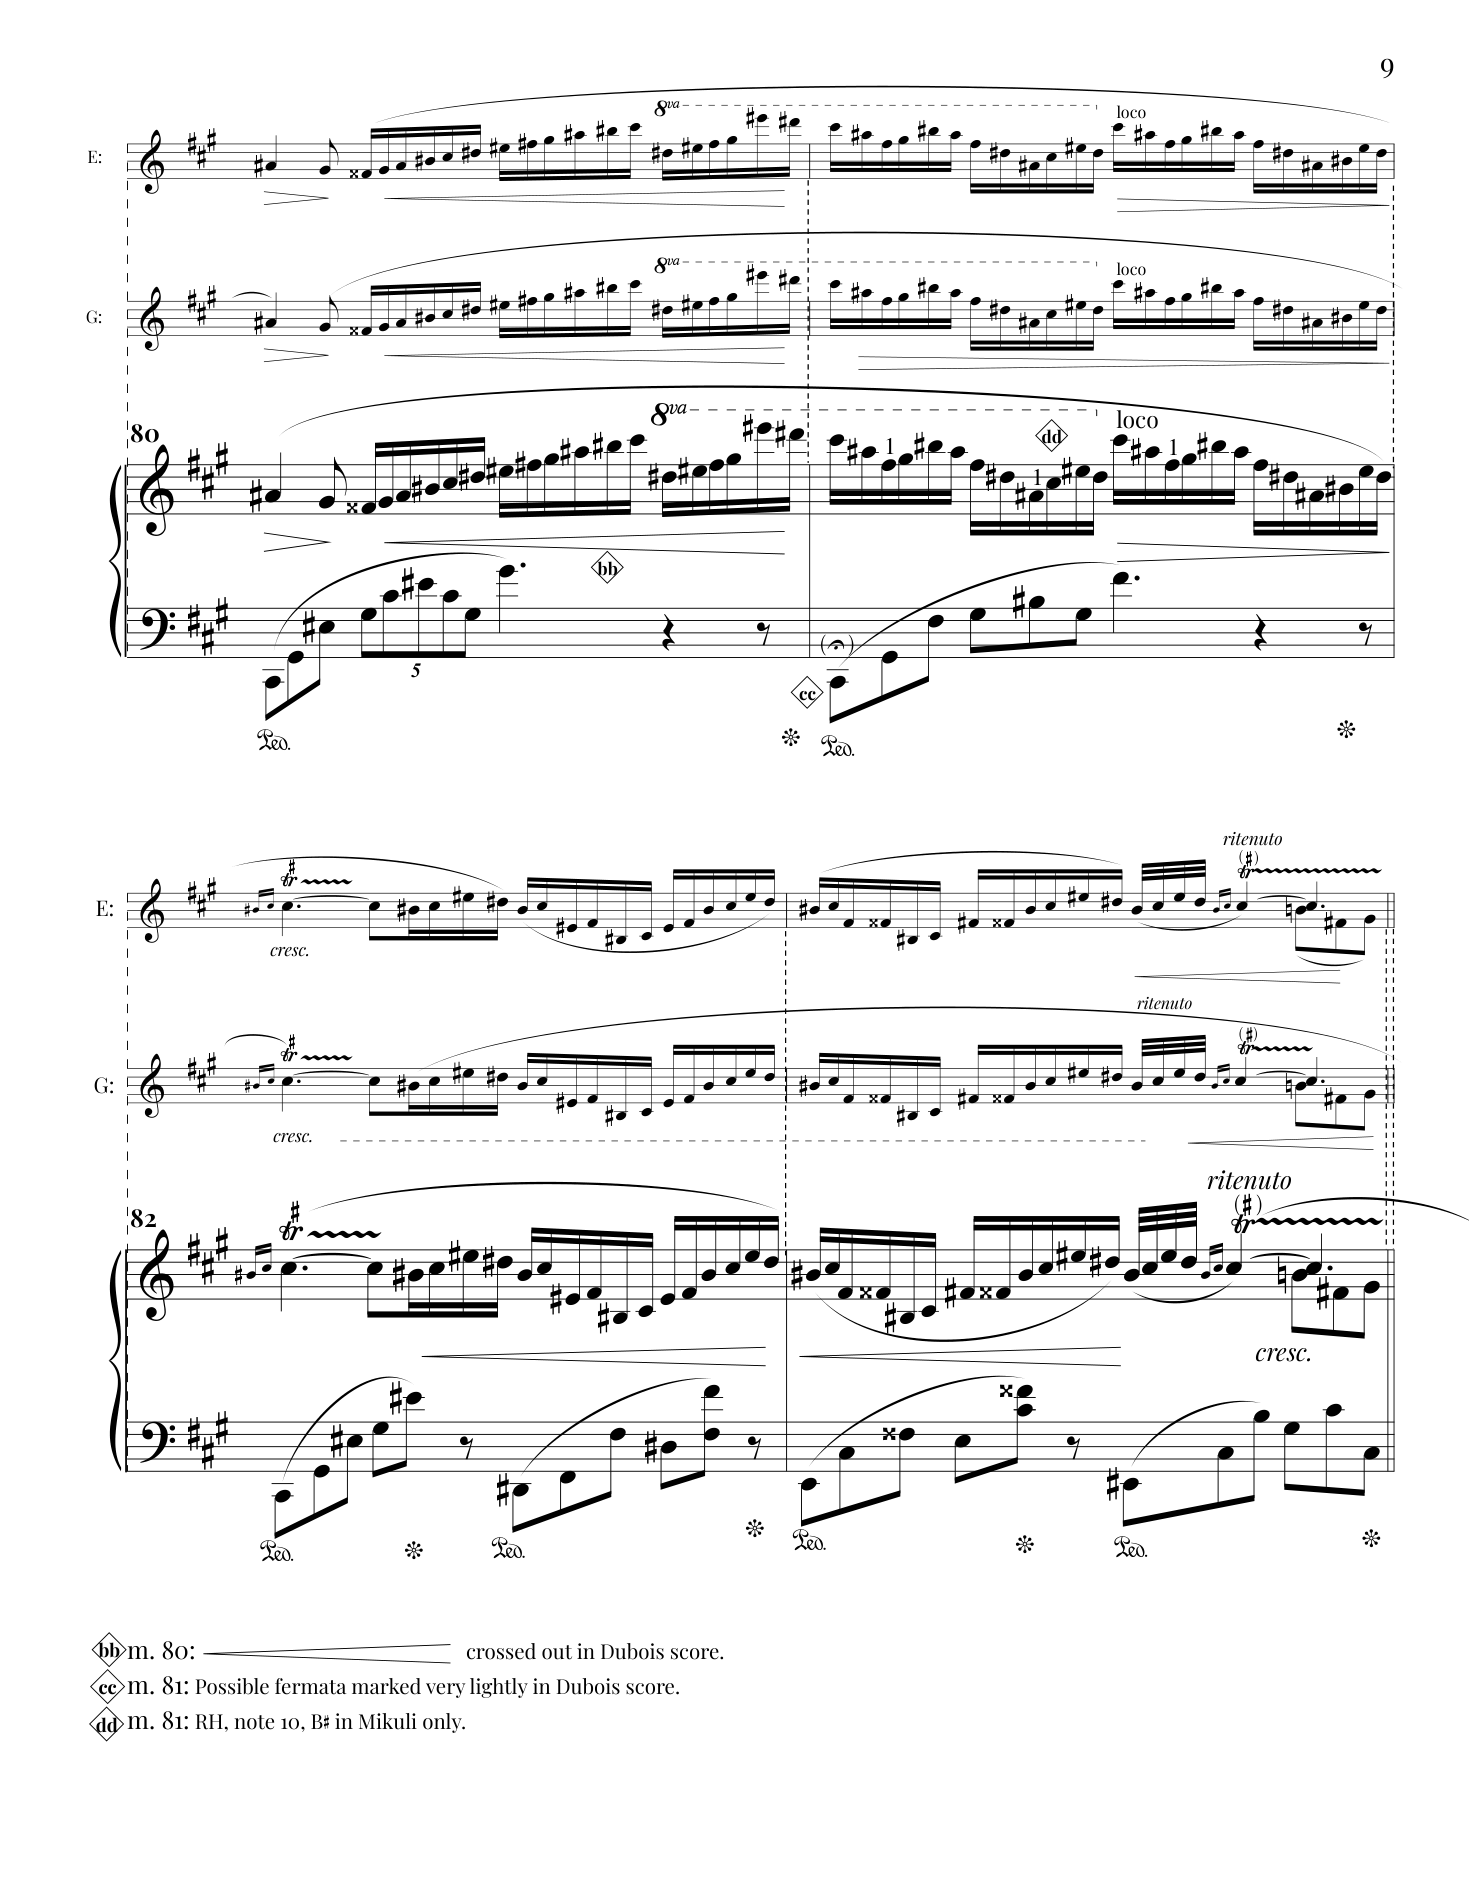 9
8va
loco
E:
8va
loco
G:
80
8va
loco
dd
1
1
1
bb
5
cc
Ped.
Ped.
ritenuto
tr
tr
E:
cresc.
ritenuto
tr
tr
G:
cresc.
ritenuto
82
tr
tr
cresc.
Ped.
Ped.
Ped.
Ped.
bb m. 80: crossed out in Dubois score.
cc m. 81: Possible fermata marked very lightly in Dubois score.
dd m. 81: RH, note 10, B♯ in Mikuli only.